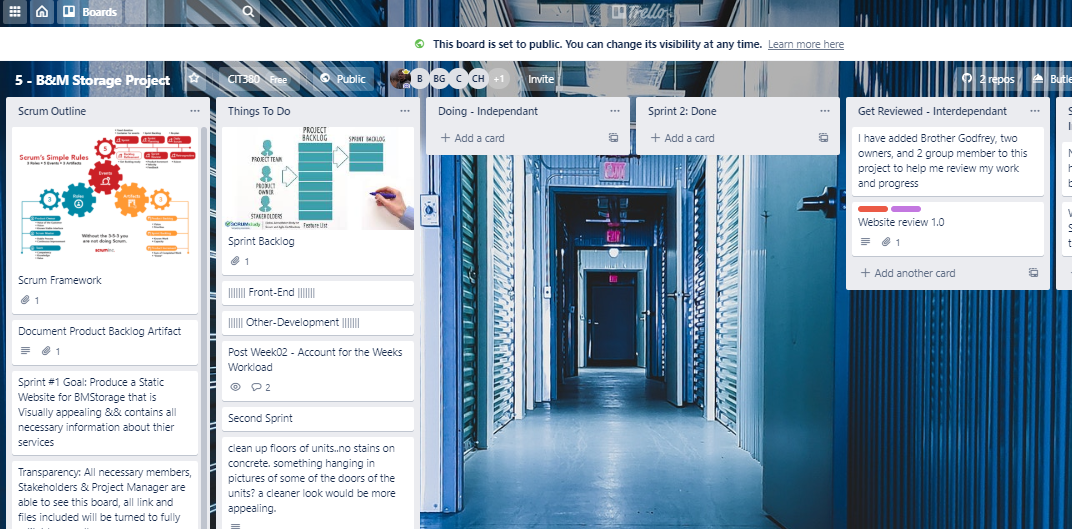 Boards
Trello
This board is set to public. You can change its visibility at any time. Learn more here
5 - B&M Storage Project
CIT380 Free
Public
B BG C CH +1
Invite
2 repos
Butle
Scrum Outline
Scrum's Simple Rules
5
Events
3
Roles
Artifacts
3
Without the 3-5-3 you
are not doing Scrum.
scruminc.
Scrum Framework
1
Document Product Backlog Artifact
1
Sprint #1 Goal: Produce a Static
Website for BMStorage that is
Visually appealing && contains all
necessary information about thier
services
Transparency: All necessary members,
Stakeholders & Project Manager are
able to see this board, all link and
files included will be turned to fully
Things To Do
PROJECT
BACKLOG
SPRINT BACKLOG
PROJECT TEAM
PRODUCT
OWNER
STAKEHOLDERS
SCRUMstudy
Feature List
Sprint Backlog
1
||||||| Front-End |||||||
|||||| Other-Development |||||||
Post Week02 - Account for the Weeks
Workload
2
Second Sprint
clean up floors of units..no stains on
concrete. something hanging in
pictures of some of the doors of the
units? a cleaner look would be more
appealing.
Doing - Independant
+ Add a card
Sprint 2: Done
+ Add a card
Get Reviewed - Interdependant
I have added Brother Godfrey, two
owners, and 2 group member to this
project to help me review my work
and progress
Website review 1.0
1
+ Add another card